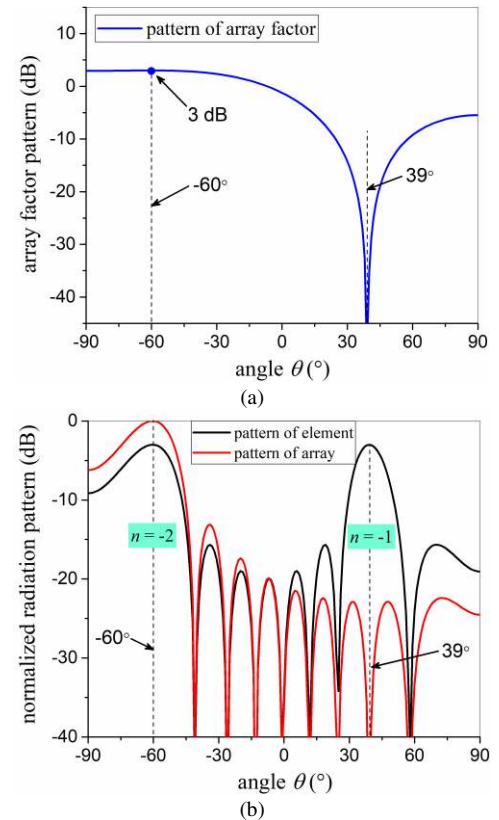 15
10
0
-10
-20
-30
-40
array factor pattern (dB)
pattern of array factor
3 dB
-60°
39°
-90 -60 -30 0 30 60 90
angle θ (°)
(a)
0
-10
-20
-30
-40
normalized radiation pattern (dB)
pattern of element
pattern of array
n = -2
n = -1
-60°
39°
-90 -60 -30 0 30 60 90
angle θ (°)
(b)